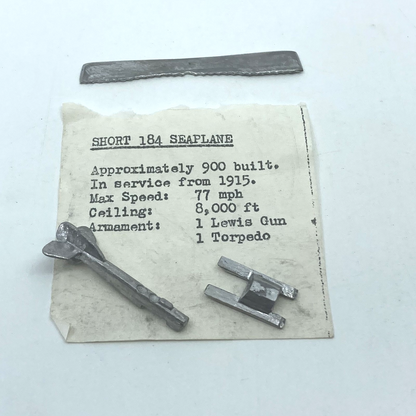 SHORT 184 SEAPLANE
Approximately 900 built.
In service from 1915.
Max Speed: 77 mph
Ceiling: 8,000 ft
Armament: 1 Lewis Gun
1 Torpedo